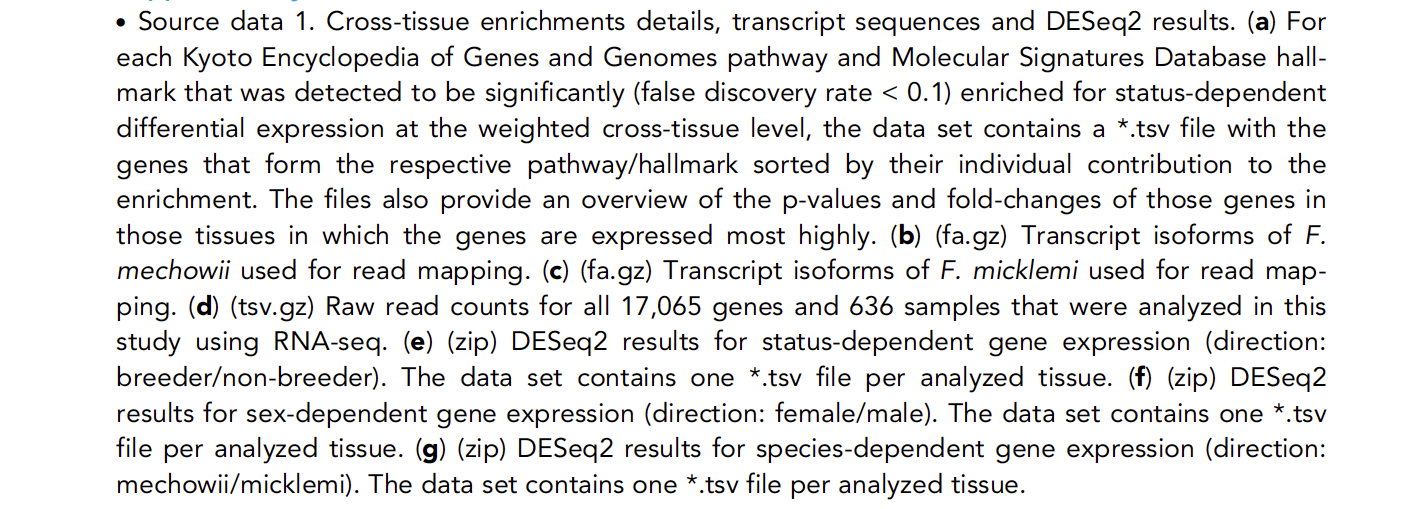 • Source data 1. Cross-tissue enrichments details, transcript sequences and DESeq2 results. (a) For
each Kyoto Encyclopedia of Genes and Genomes pathway and Molecular Signatures Database hall-
mark that was detected to be significantly (false discovery rate < 0.1) enriched for status-dependent
differential expression at the weighted cross-tissue level, the data set contains a *.tsv file with the
genes that form the respective pathway/hallmark sorted by their individual contribution to the
enrichment. The files also provide an overview of the p-values and fold-changes of those genes in
those tissues in which the genes are expressed most highly. (b) (fa.gz) Transcript isoforms of F.
mechowii used for read mapping. (c) (fa.gz) Transcript isoforms of F. micklemi used for read map-
ping. (d) (tsv.gz) Raw read counts for all 17,065 genes and 636 samples that were analyzed in this
study using RNA-seq. (e) (zip) DESeq2 results for status-dependent gene expression (direction:
breeder/non-breeder). The data set contains one *.tsv file per analyzed tissue. (f) (zip) DESeq2
results for sex-dependent gene expression (direction: female/male). The data set contains one *.tsv
file per analyzed tissue. (g) (zip) DESeq2 results for species-dependent gene expression (direction:
mechowii/micklemi). The data set contains one *.tsv file per analyzed tissue.